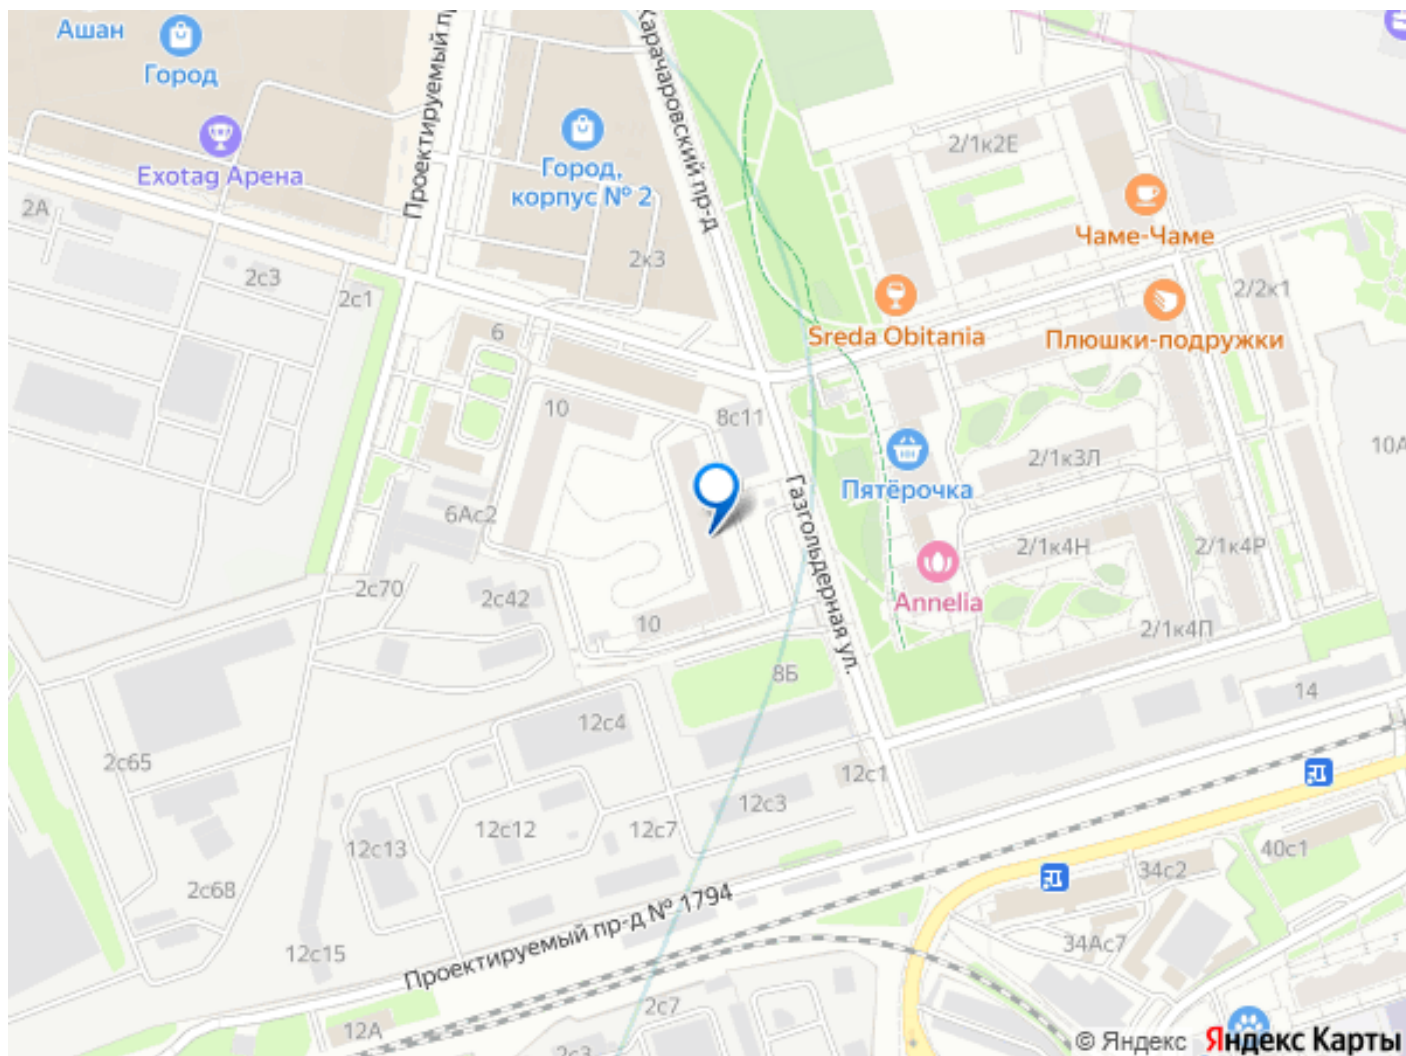 Ашан
Город
Exotag Арена
Проектируемый пр
Карачаровский пр-д
Город,
корпус № 2
2к3
2А
2с3
2с1
6
10
8с11
6Ас2
2с70
2с42
10
8Б
Газгольдерная ул.
2/1к2Е
Чаме-Чаме
Sreda Obitania
Плюшки-подружки
2/2к1
Пятёрочка
2/1к3Л
10А
Annelia
2/1к4Н
2/1к4Р
2/1к4П
14
12с4
12с1
2с65
12с3
12с12
12с7
12с13
2с68
12с15
Проектируемый пр-д № 1794
12А
2с7
2с3
40с1
34с2
34Ас7
© Яндекс Яндекс Карты